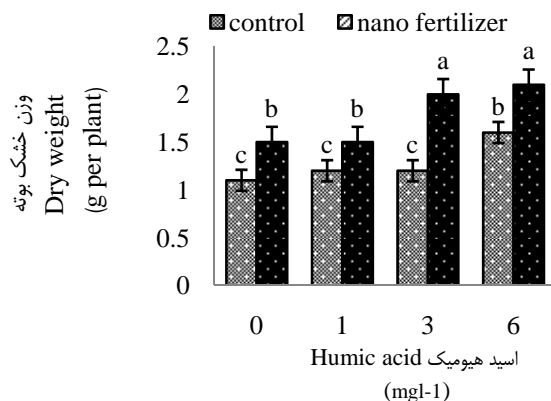 control nano fertilizer
وزن خشک بوته
Dry weight
(g per plant)
2.5
2
1.5
1
0.5
0
c b c b c a b a
0 1 3 6
Humic acid اسید هیومیک
(mgl-1)